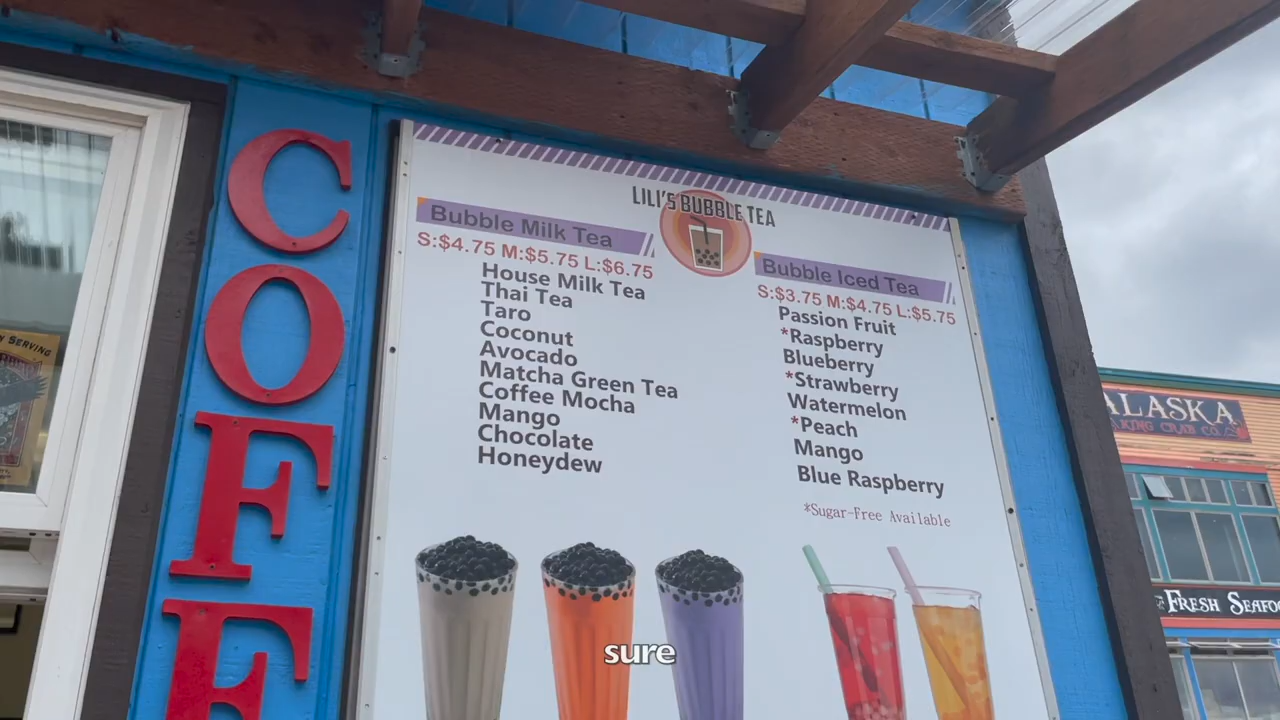 COFF
LILI'S BUBBLE TEA
Bubble Milk Tea
S:$4.75 M:$5.75 L:$6.75
House Milk Tea
Thai Tea
Taro
Coconut
Avocado
Matcha Green Tea
Coffee Mocha
Mango
Chocolate
Honeydew
Bubble Iced Tea
S:$3.75 M:$4.75 L:$5.75
Passion Fruit
*Raspberry
Blueberry
*Strawberry
Watermelon
*Peach
Mango
Blue Raspberry
*Sugar-Free Available
sure
SERVING
ALASKA
KING CRAB CO.
FRESH SEAFO